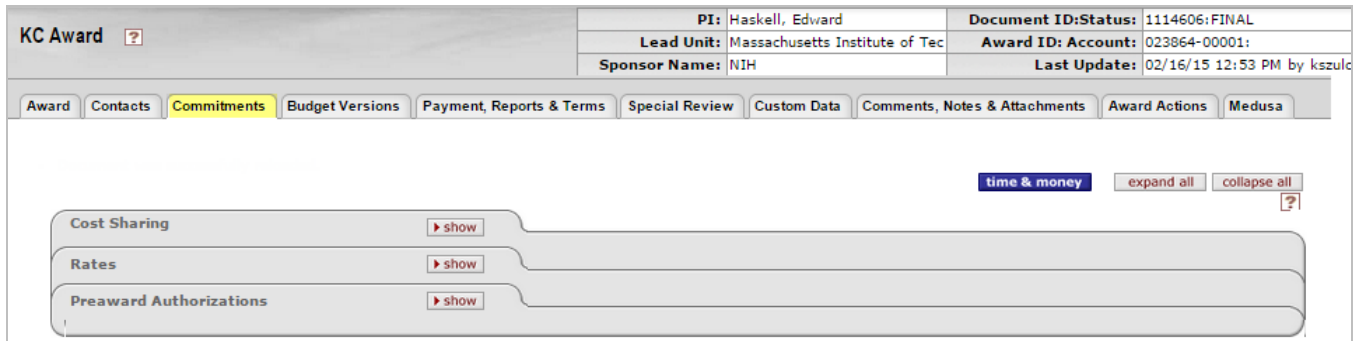 PI: Haskell, Edward Document ID:Status: 1114606:FINAL
KC Award ? Lead Unit: Massachusetts Institute of Tec Award ID: Account: 023864-00001:
Sponsor Name: NIH Last Update: 02/16/15 12:53 PM by kszulc
Award Contacts Commitments Budget Versions Payment, Reports & Terms Special Review Custom Data Comments, Notes & Attachments Award Actions Medusa
time & money expand all collapse all
?
Cost Sharing show
Rates show
Preaward Authorizations show